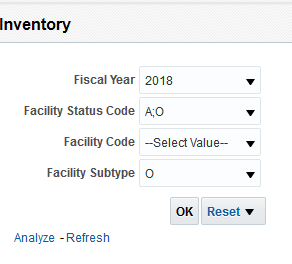 Inventory
Fiscal Year 2018
Facility Status Code A;O
Facility Code --Select Value--
Facility Subtype O
OK Reset
Analyze - Refresh